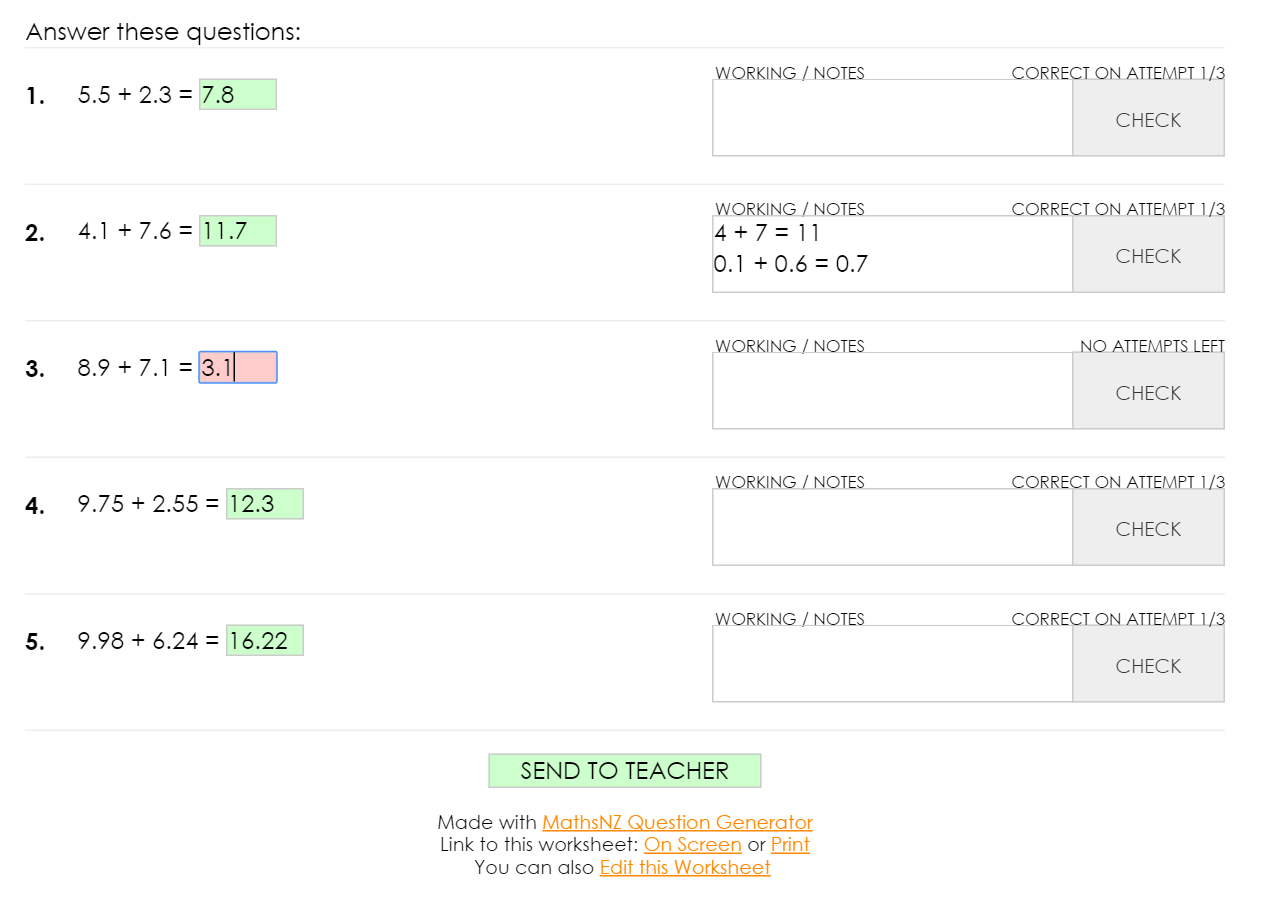 Answer these questions:
WORKING / NOTES CORRECT ON ATTEMPT 1/3
1. 5.5 + 2.3 = 7.8
CHECK
WORKING / NOTES CORRECT ON ATTEMPT 1/3
2. 4.1 + 7.6 = 11.7
4 + 7 = 11
0.1 + 0.6 = 0.7
CHECK
WORKING / NOTES NO ATTEMPTS LEFT
3. 8.9 + 7.1 = 3.1
CHECK
WORKING / NOTES CORRECT ON ATTEMPT 1/3
4. 9.75 + 2.55 = 12.3
CHECK
WORKING / NOTES CORRECT ON ATTEMPT 1/3
5. 9.98 + 6.24 = 16.22
CHECK
SEND TO TEACHER
Made with MathsNZ Question Generator
Link to this worksheet: On Screen or Print
You can also Edit this Worksheet